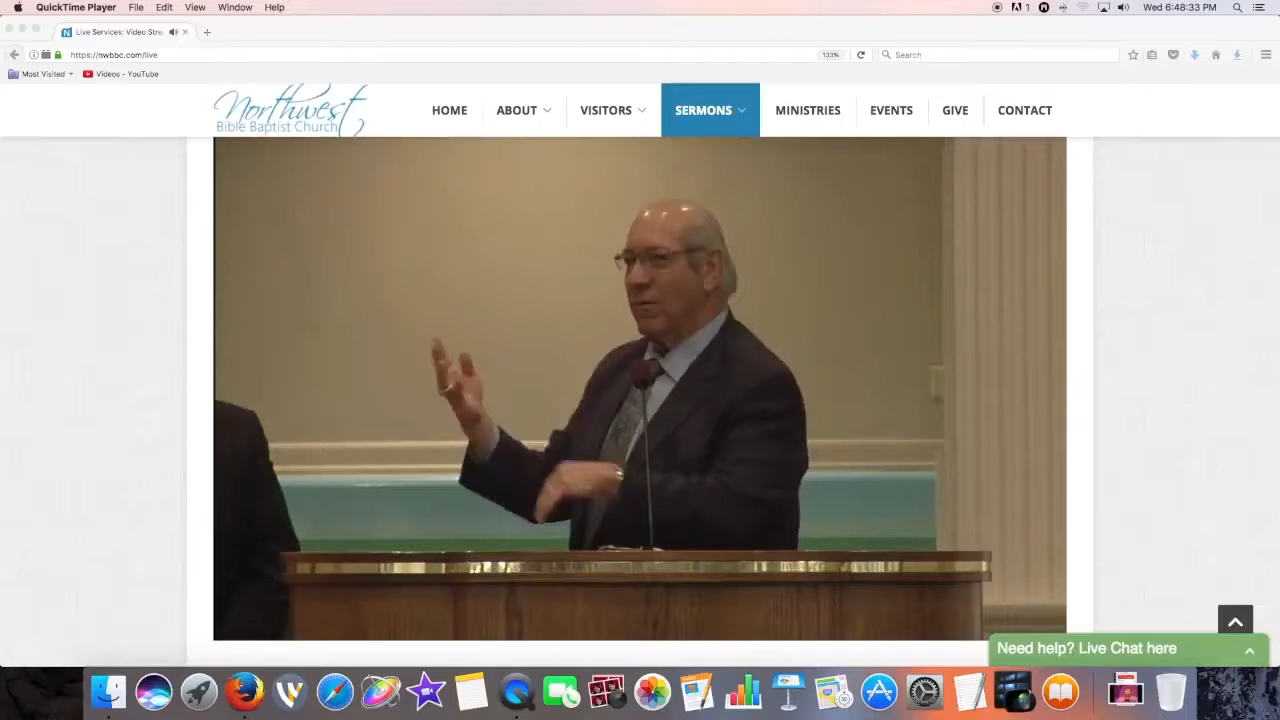 QuickTime Player File Edit View Window Help
1 Wed 6:48:33 PM
Live Services: Video Stre
https://nwbbc.com/live
133%
Search
Most Visited
Videos - YouTube
Northwest
Bible Baptist Church
HOME
ABOUT
VISITORS
SERMONS
MINISTRIES
EVENTS
GIVE
CONTACT
Need help? Live Chat here